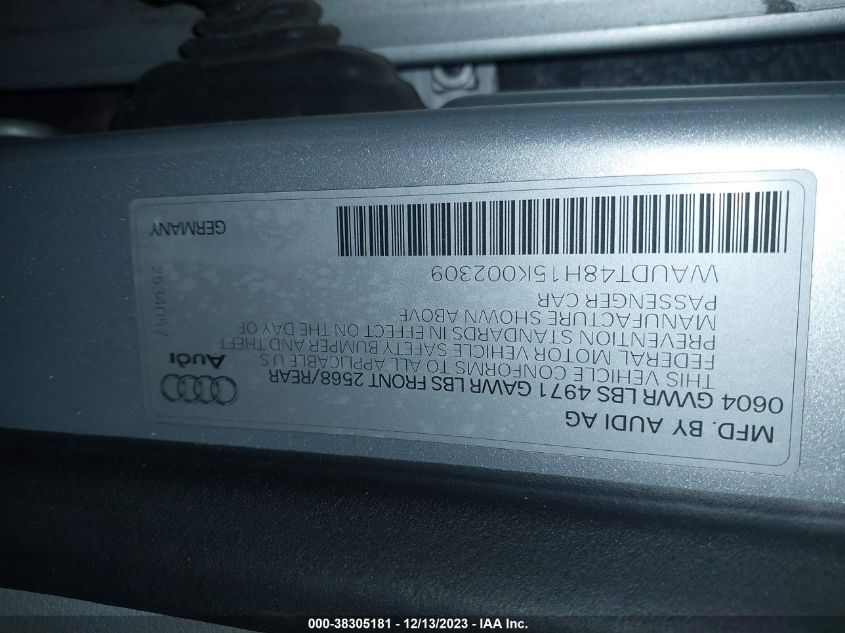 MFD. BY AUDI AG
0604 GVWR LBS 4971 GAWR LBS FRONT 2568/REAR
THIS VEHICLE CONFORMS TO ALL APPLICABLE U.S.
FEDERAL MOTOR VEHICLE SAFETY BUMPER AND THEFT
PREVENTION STANDARDS IN EFFECT ON THE DAY OF
MANUFACTURE SHOWN ABOVE
PASSENGER CAR
WAUDT48H15K002309
Audi
2534057
GERMANY
000-38305181 - 12/13/2023 - IAA Inc.